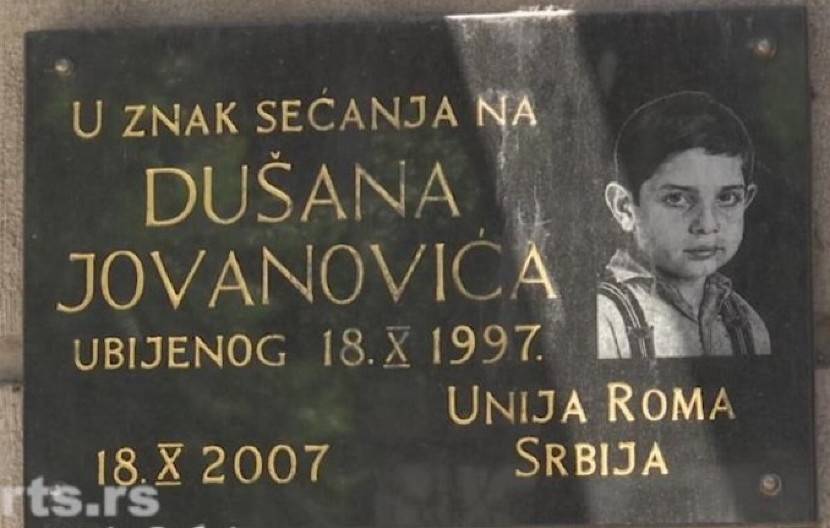 U ZNAK SEĆANJA NA
DUŠANA
JOVANOVIĆA
UBIJENOG 18.X 1997.
UNIJA ROMA
SRBIJA
18.X 2007
rts.rs